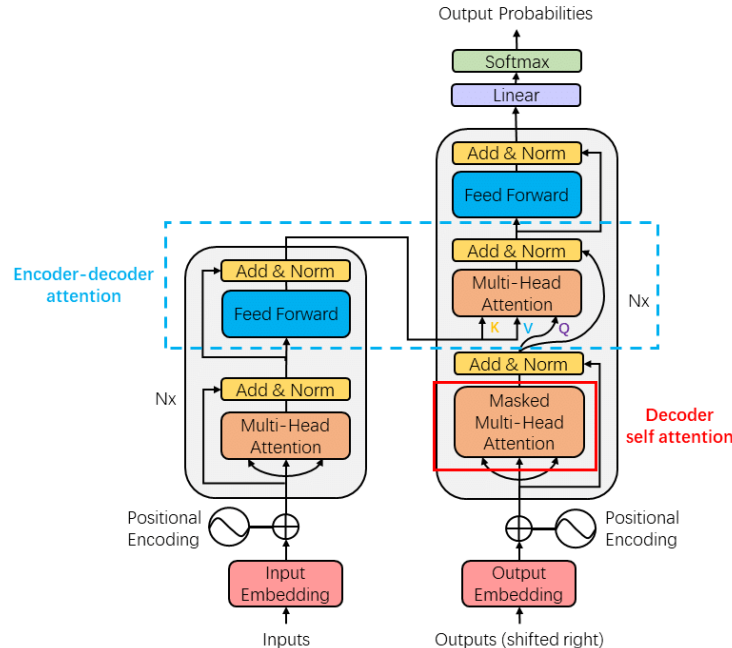 Output Probabilities
Softmax
Linear
Add & Norm
Feed Forward
Add & Norm
Multi-Head
Attention
K
V
Q
Nx
Add & Norm
Masked
Multi-Head
Attention
Decoder
self attention
Encoder-decoder
attention
Add & Norm
Feed Forward
Nx
Add & Norm
Multi-Head
Attention
Positional
Encoding
Positional
Encoding
Input
Embedding
Output
Embedding
Inputs
Outputs (shifted right)